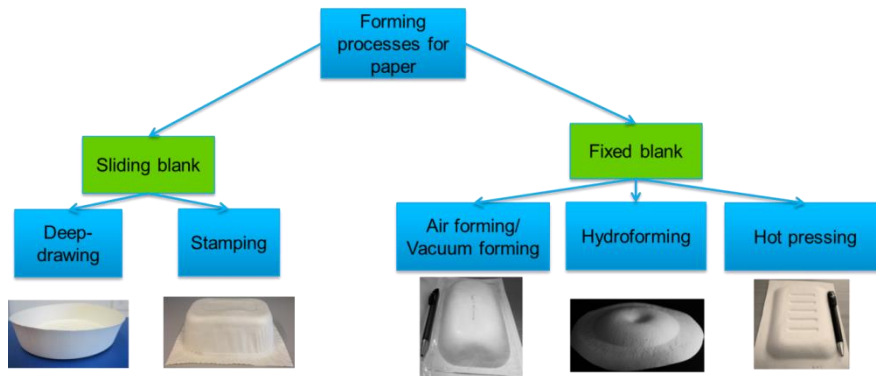 Forming
processes for
paper
Sliding blank
Fixed blank
Deep-
drawing
Stamping
Air forming/
Vacuum forming
Hydroforming
Hot pressing